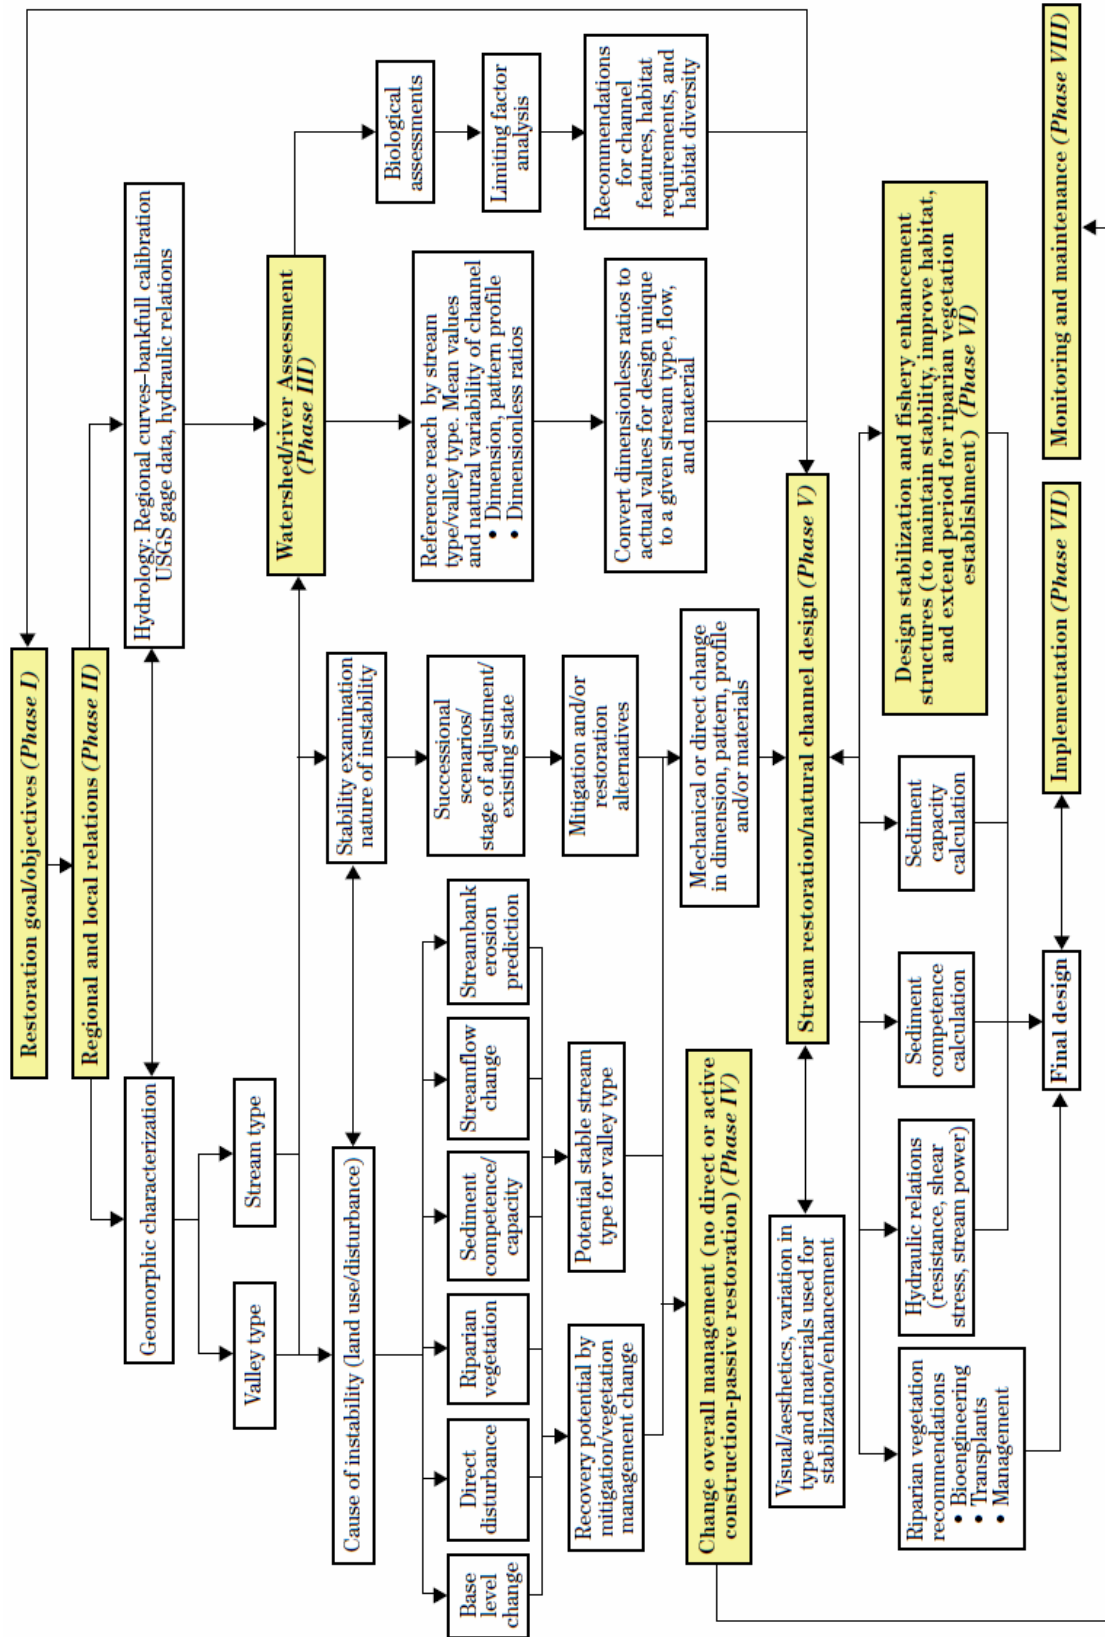 Restoration goal/objectives (Phase I)
Regional and local relations (Phase II)
Geomorphic characterization
Hydrology: Regional curves–bankfull calibration
USGS gage data, hydraulic relations
Valley type
Stream type
Watershed/river Assessment
(Phase III)
Cause of instability (land use/disturbance)
Stability examination
nature of instability
Biological
assessments
Base
level
change
Direct
disturbance
Riparian
vegetation
Sediment
competence/
capacity
Streamflow
change
Streambank
erosion
prediction
Successional
scenarios/
stage of adjustment/
existing state
Reference reach by stream
type/valley type. Mean values
and natural variability of channel
• Dimension, pattern profile
• Dimensionless ratios
Limiting factor
analysis
Recovery potential by
mitigation/vegetation
management change
Potential stable stream
type for valley type
Mitigation and/or
restoration
alternatives
Convert dimensionless ratios to
actual values for design unique
to a given stream type, flow,
and material
Recommendations
for channel
features, habitat
requirements, and
habitat diversity
Change overall management (no direct or active
construction-passive restoration) (Phase IV)
Mechanical or direct change
in dimension, pattern, profile
and/or materials
Visual/aesthetics, variation in
type and materials used for
stabilization/enhancement
Stream restoration/natural channel design (Phase V)
Riparian vegetation
recommendations
• Bioengineering
• Transplants
• Management
Hydraulic relations
(resistance, shear
stress, stream power)
Sediment
competence
calculation
Sediment
capacity
calculation
Design stabilization and fishery enhancement
structures (to maintain stability, improve habitat,
and extend period for riparian vegetation
establishment) (Phase VI)
Final design
Implementation (Phase VII)
Monitoring and maintenance (Phase VIII)